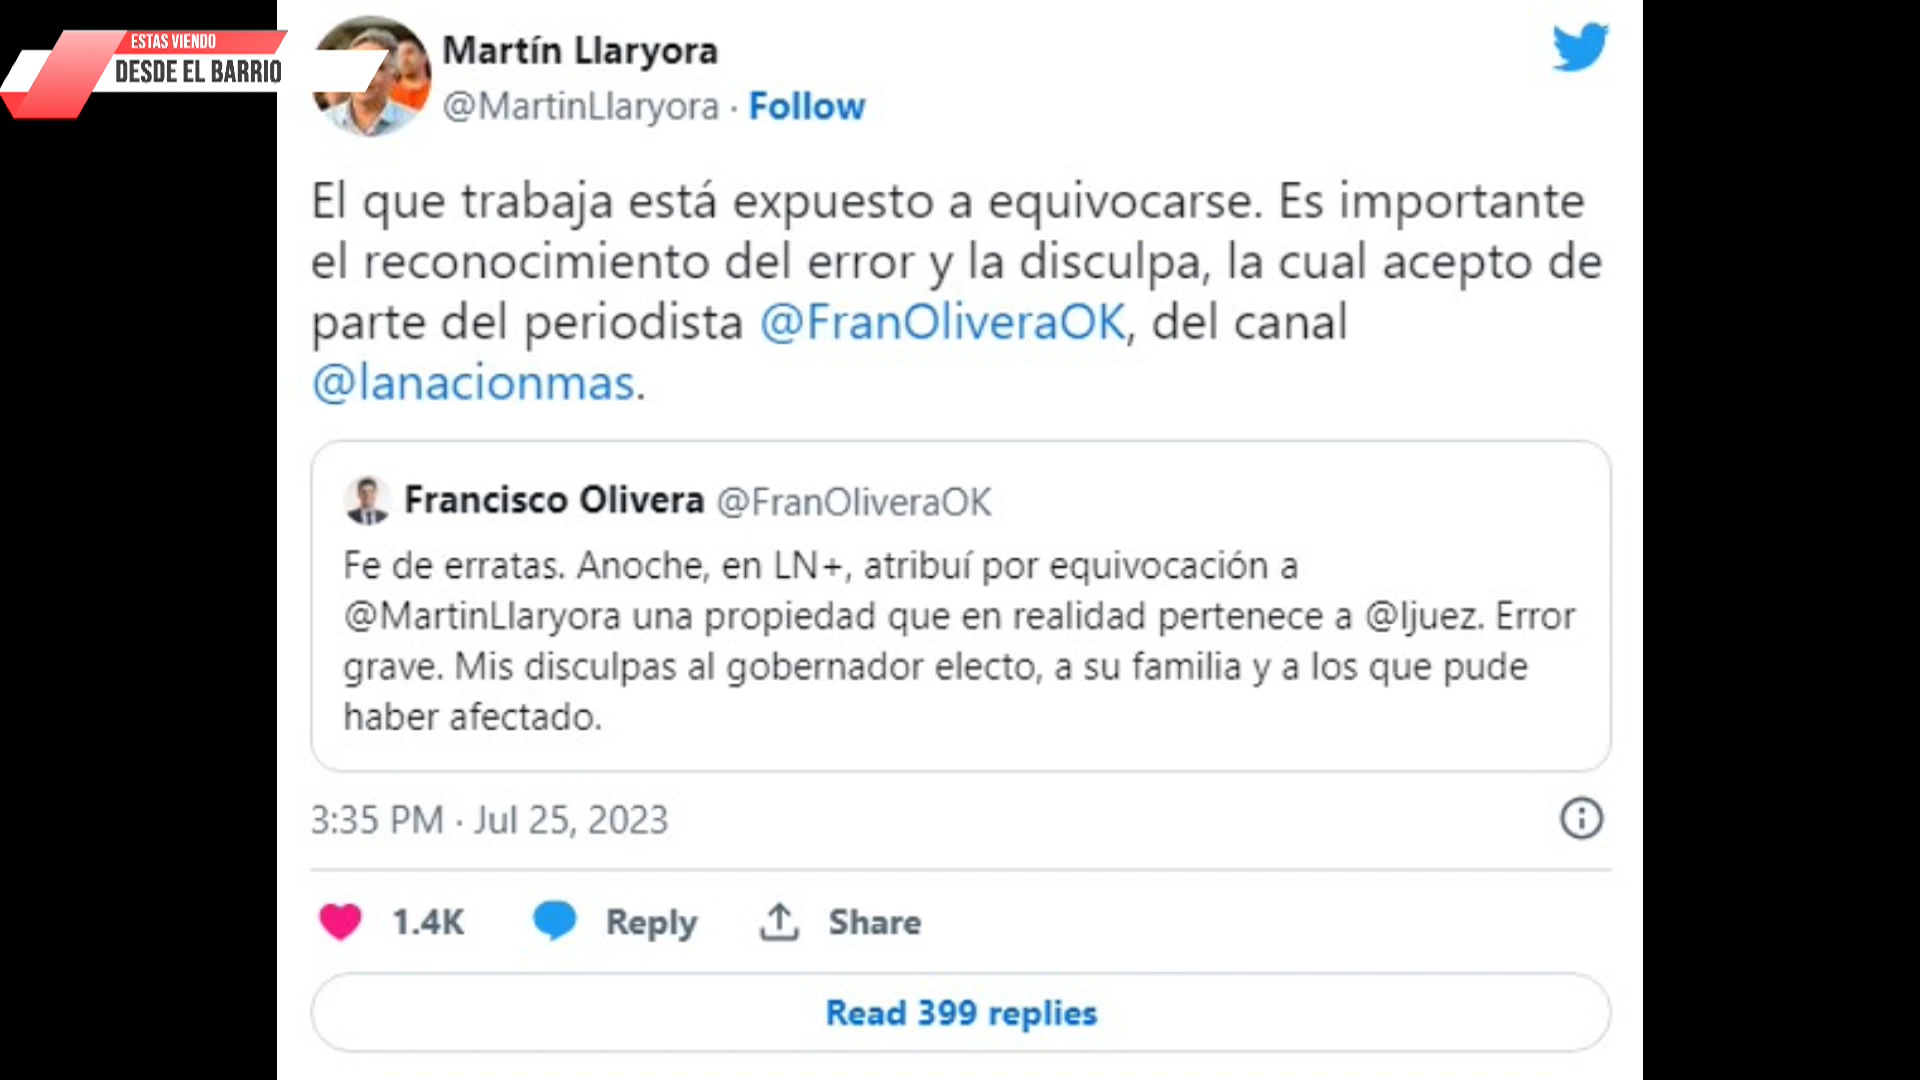 ESTAS VIENDO
DESDE EL BARRIO
Martín Llaryora
@MartinLlaryora · Follow
El que trabaja está expuesto a equivocarse. Es importante
el reconocimiento del error y la disculpa, la cual acepto de
parte del periodista @FranOliveraOK, del canal
@lanacionmas.
Francisco Olivera @FranOliveraOK
Fe de erratas. Anoche, en LN+, atribuí por equivocación a
@MartinLlaryora una propiedad que en realidad pertenece a @ljuez. Error
grave. Mis disculpas al gobernador electo, a su familia y a los que pude
haber afectado.
3:35 PM · Jul 25, 2023
1.4K Reply Share
Read 399 replies